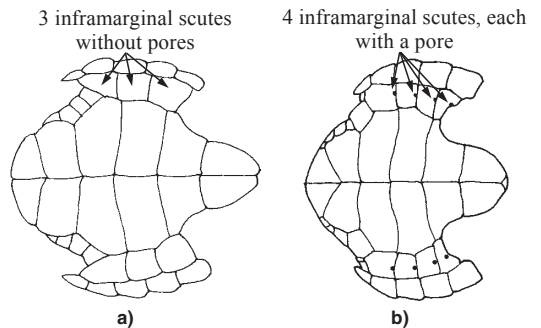 3 inframarginal scutes
without pores
4 inframarginal scutes, each
with a pore
a)
b)